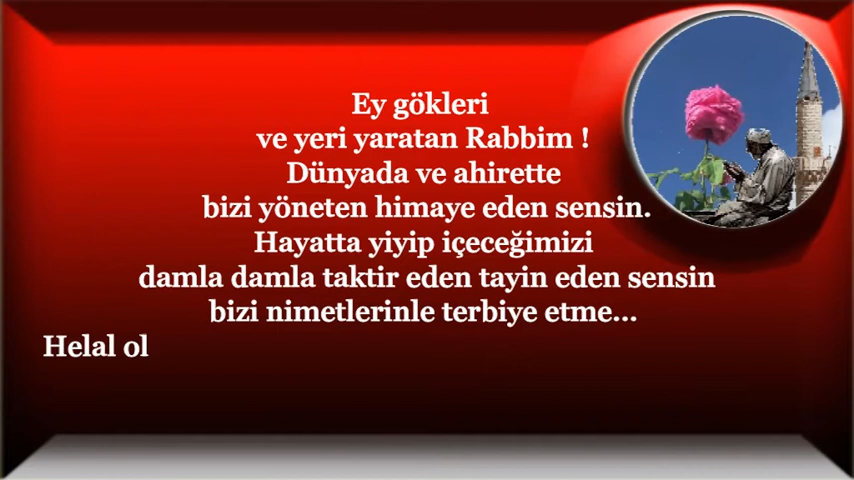 Ey gökleri
ve yeri yaratan Rabbim !
Dünyada ve ahirette
bizi yöneten himaye eden sensin.
Hayatta yiyip içeceğimizi
damla damla taktir eden tayin eden sensin
bizi nimetlerinle terbiye etme...
Helal ol